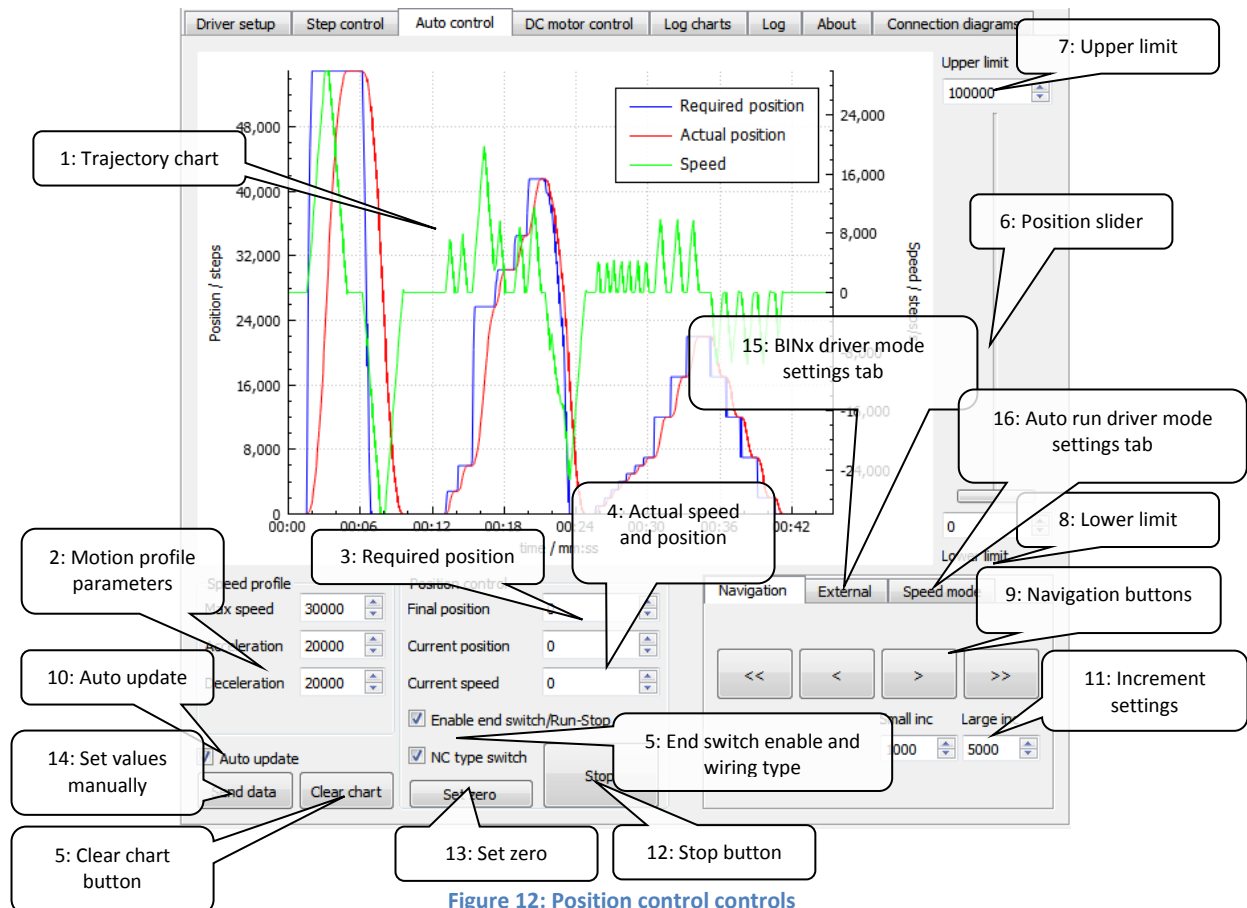 Driver setup
Step control
Auto control
DC motor control
Log charts
Log
About
Connection diagrams
7: Upper limit
Upper limit
100000
Required position
Actual position
Speed
1: Trajectory chart
48,000
40,000
32,000
24,000
16,000
8,000
0
Position / steps
24,000
16,000
8,000
0
-8,000
-16,000
-24,000
Speed / steps/
6: Position slider
15: BINx driver mode
settings tab
16: Auto run driver mode
settings tab
00:00
00:06
00:12
00:18
00:24
00:30
00:36
00:42
time / mm:ss
4: Actual speed
and position
0
8: Lower limit
Lower limit
2: Motion profile
parameters
3: Required position
Speed profile
Max speed
30000
Acceleration
20000
Deceleration
20000
Position control
Final position
Current position
0
Current speed
0
Navigation
External
Speed mode
9: Navigation buttons
<<
<
>
>>
10: Auto update
11: Increment
settings
Small inc
Large inc
1000
5000
Enable end switch/Run-Stop
NC type switch
5: End switch enable and
wiring type
Auto update
14: Set values
manually
Send data
Clear chart
Set zero
Stop
5: Clear chart
button
13: Set zero
12: Stop button
Figure 12: Position control controls